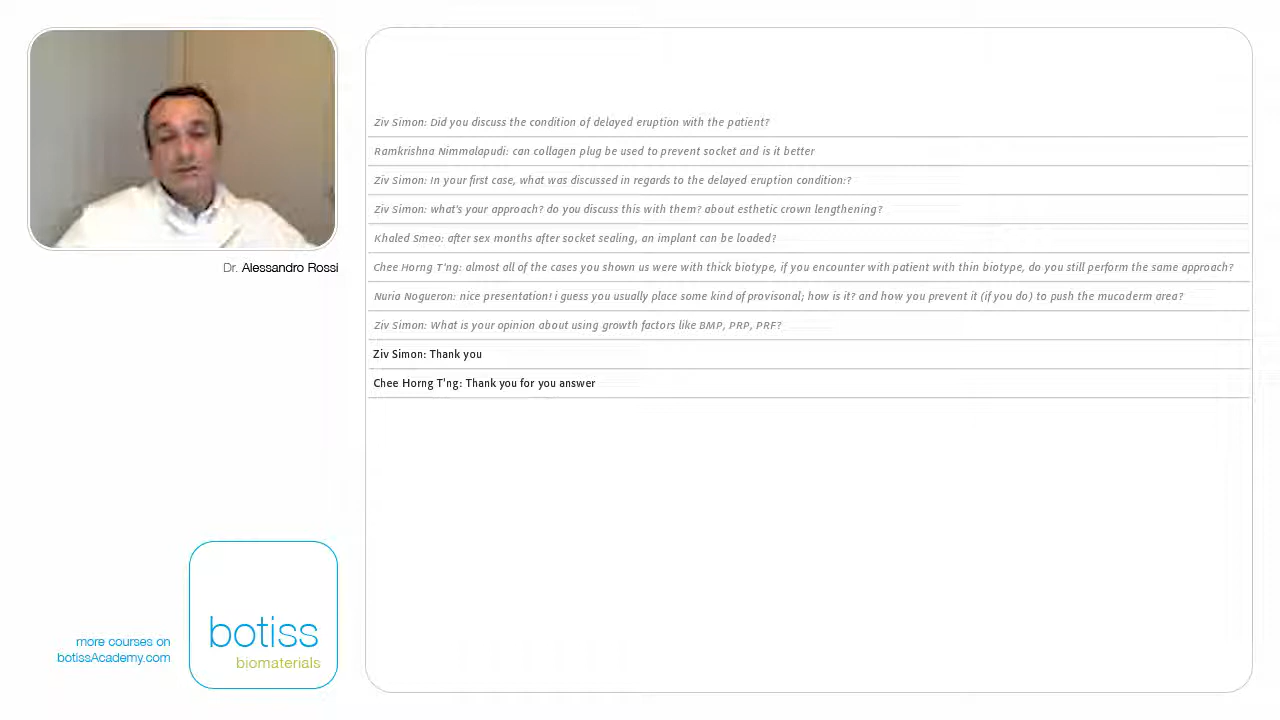 Dr. Alessandro Rossi
Ziv Simon: Did you discuss the condition of delayed eruption with the patient?
Ramkrishna Nimmalapudi: can collagen plug be used to prevent socket and is it better
Ziv Simon: In your first case, what was discussed in regards to the delayed eruption condition:?
Ziv Simon: what's your approach? do you discuss this with them? about esthetic crown lengthening?
Khaled Smeo: after sex months after socket sealing, an implant can be loaded?
Chee Horng T'ng: almost all of the cases you shown us were with thick biotype, if you encounter with patient with thin biotype, do you still perform the same approach?
Nuria Nogueron: nice presentation! i guess you usually place some kind of provisonal; how is it? and how you prevent it (if you do) to push the mucoderm area?
Ziv Simon: What is your opinion about using growth factors like BMP, PRP, PRF?
Ziv Simon: Thank you
Chee Horng T'ng: Thank you for you answer
more courses on
botissAcademy.com
botiss
biomaterials